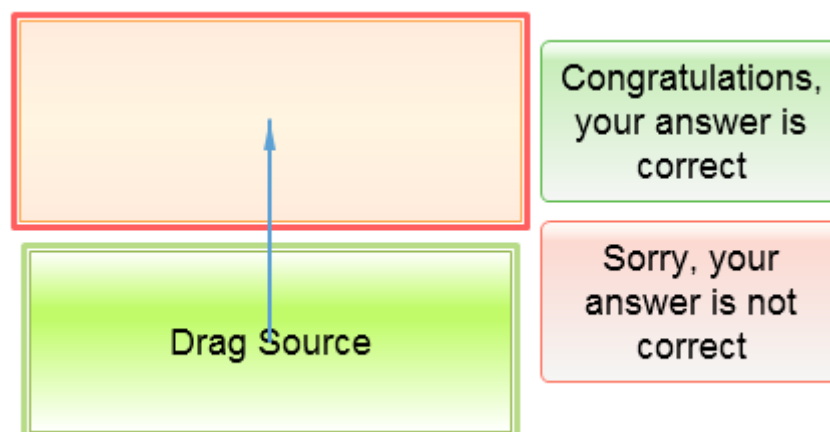 Congratulations,
your answer is
correct
Sorry, your
answer is not
correct
Drag Source